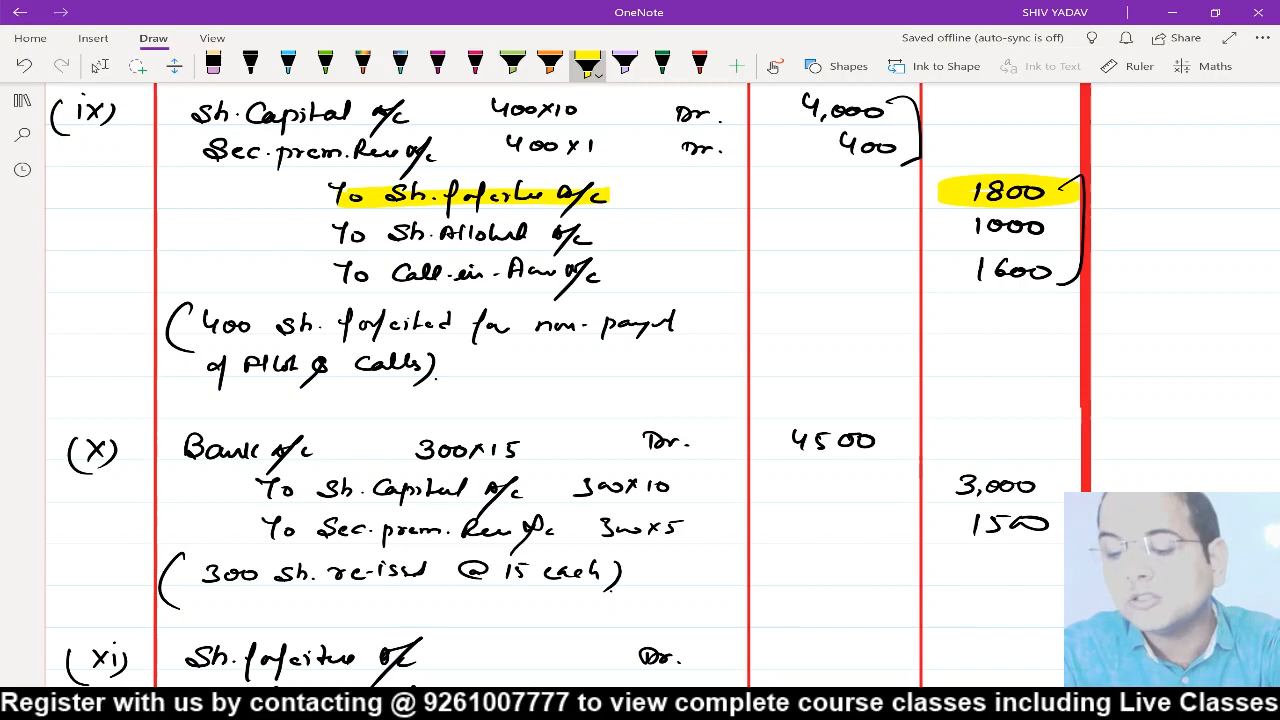 OneNote
SHIV YADAV
Home Insert Draw View
Saved offline (auto-sync is off)
Share
Shapes
Ink to Shape
Ink to Text
Ruler
Maths
(ix) Sh. Capital A/c 400×10 Dr. 4,000
Sec. prem. Res A/c 400×1 Dr. 400
To Sh. forfeiture A/c 1800
To Sh. Allotment A/c 1000
To Call-in-Arrear A/c 1600
(400 Sh. forfeited for non-payment
of Allot & Calls).
(X) Bank A/c 300×15 Dr. 4500
To Sh. Capital A/c 300×10 3,000
To Sec. prem. Res A/c 300×5 1500
(300 Sh. re-issued @ 15 each).
(xi) Sh. forfeiture A/c Dr.
Register with us by contacting @ 9261007777 to view complete course classes including Live Classes